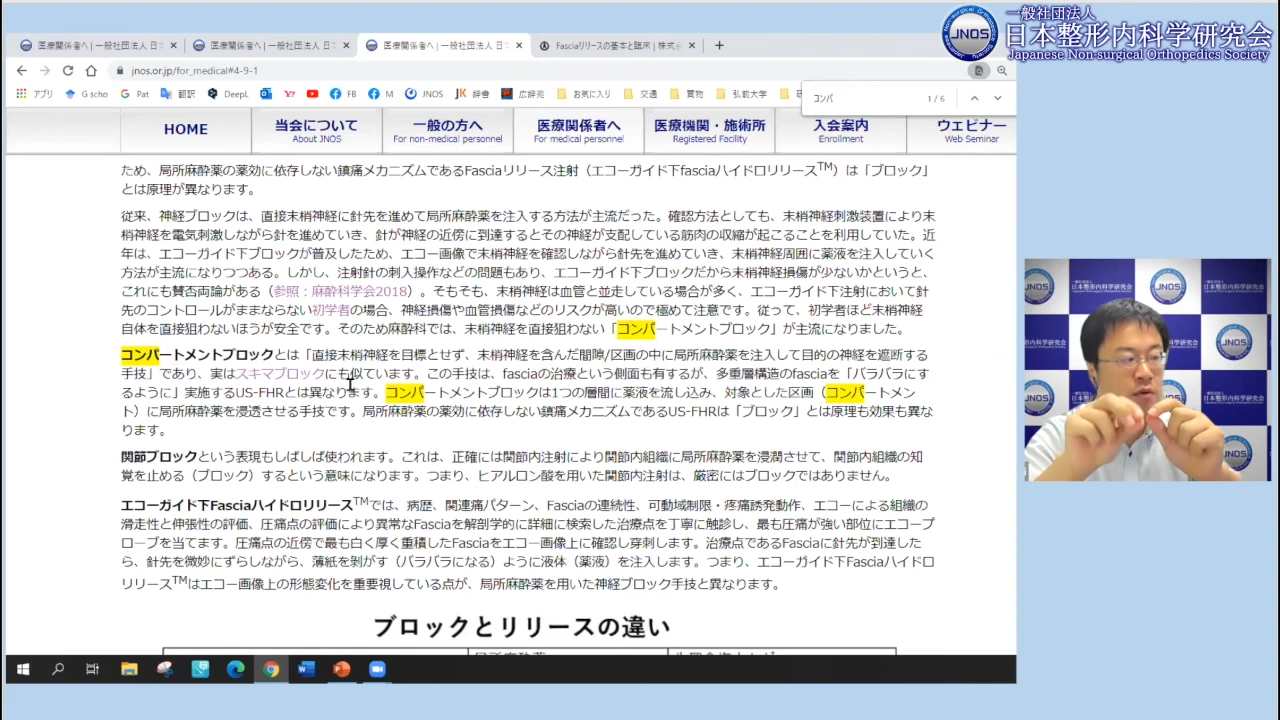 一般社団法人
JNOS 日本整形内科学研究会
Japanese Non-surgical Orthopedics Society
医療関係者へ | 一般社団法人 日本 × 医療関係者へ | 一般社団法人 日本 × 医療関係者へ | 一般社団法人 日本 × Fasciaリリースの基本と臨床 | 株式会 × +
jnos.or.jp/for_medical#4-9-1
アプリ G scho Pat 翻訳 DeepL FB M JNOS JK 辞書 広辞苑 お気に入り 交通 買物 弘前大学
コンパ 1 / 6
HOME 当会について 一般の方へ 医療関係者へ 医療機関・施術所 入会案内 ウェビナー
About JNOS For non-medical personnel For medical personnel Registered Facility Enrollment Web Seminar
ため、局所麻酔薬の薬効に依存しない鎮痛メカニズムであるFasciaリリース注射（エコーガイド下fasciaハイドロリリースTM）は「ブロック」
とは原理が異なります。
従来、神経ブロックは、直接末梢神経に針先を進めて局所麻酔薬を注入する方法が主流だった。確認方法としても、末梢神経刺激装置により末
梢神経を電気刺激しながら針を進めていき、針が神経の近傍に到達するとその神経が支配している筋肉の収縮が起こることを利用していた。近
年は、エコーガイド下ブロックが普及したため、エコー画像で末梢神経を確認しながら針先を進めていき、末梢神経周囲に薬液を注入していく
方法が主流になりつつある。しかし、注射針の刺入操作などの問題もあり、エコーガイド下ブロックだから末梢神経損傷が少ないかというと、
これにも賛否両論がある（参照：麻酔科学会2018）。そもそも、末梢神経は血管と並走している場合が多く、エコーガイド下注射において針
先のコントロールがままならない初学者の場合、神経損傷や血管損傷などのリスクが高いので極めて注意です。従って、初学者ほど末梢神経
自体を直接狙わないほうが安全です。そのため麻酔科では、末梢神経を直接狙わない「コンパートメントブロック」が主流になりました。
コンパートメントブロックとは「直接末梢神経を目標とせず、末梢神経を含んだ間隙/区画の中に局所麻酔薬を注入して目的の神経を遮断する
手技」であり、実はスキマブロックにも似ています。この手技は、fasciaの治療という側面も有するが、多重層構造のfasciaを「バラバラにす
るように」実施するUS-FHRとは異なります。コンパートメントブロックは1つの層間に薬液を流し込み、対象とした区画（コンパートメン
ト）に局所麻酔薬を浸透させる手技です。局所麻酔薬の薬効に依存しない鎮痛メカニズムであるUS-FHRは「ブロック」とは原理も効果も異な
ります。
関節ブロックという表現もしばしば使われます。これは、正確には関節内注射により関節内組織に局所麻酔薬を浸潤させて、関節内組織の知
覚を止める（ブロック）するという意味になります。つまり、ヒアルロン酸を用いた関節内注射は、厳密にはブロックではありません。
エコーガイド下FasciaハイドロリリースTMでは、病歴、関連痛パターン、Fasciaの連続性、可動域制限・疼痛誘発動作、エコーによる組織の
滑走性と伸張性の評価、圧痛点の評価により異常なFasciaを解剖学的に詳細に検索した治療点を丁寧に触診し、最も圧痛が強い部位にエコープ
ローブを当てます。圧痛点の近傍で最も白く厚く重積したFasciaをエコー画像上に確認し穿刺します。治療点であるFasciaに針先が到達した
ら、針先を微妙にずらしながら、薄紙を剥がす（バラバラになる）ように液体（薬液）を注入します。つまり、エコーガイド下Fasciaハイドロ
リリースTMはエコー画像上の形態変化を重要視している点が、局所麻酔薬を用いた神経ブロック手技と異なります。
ブロックとリリースの違い